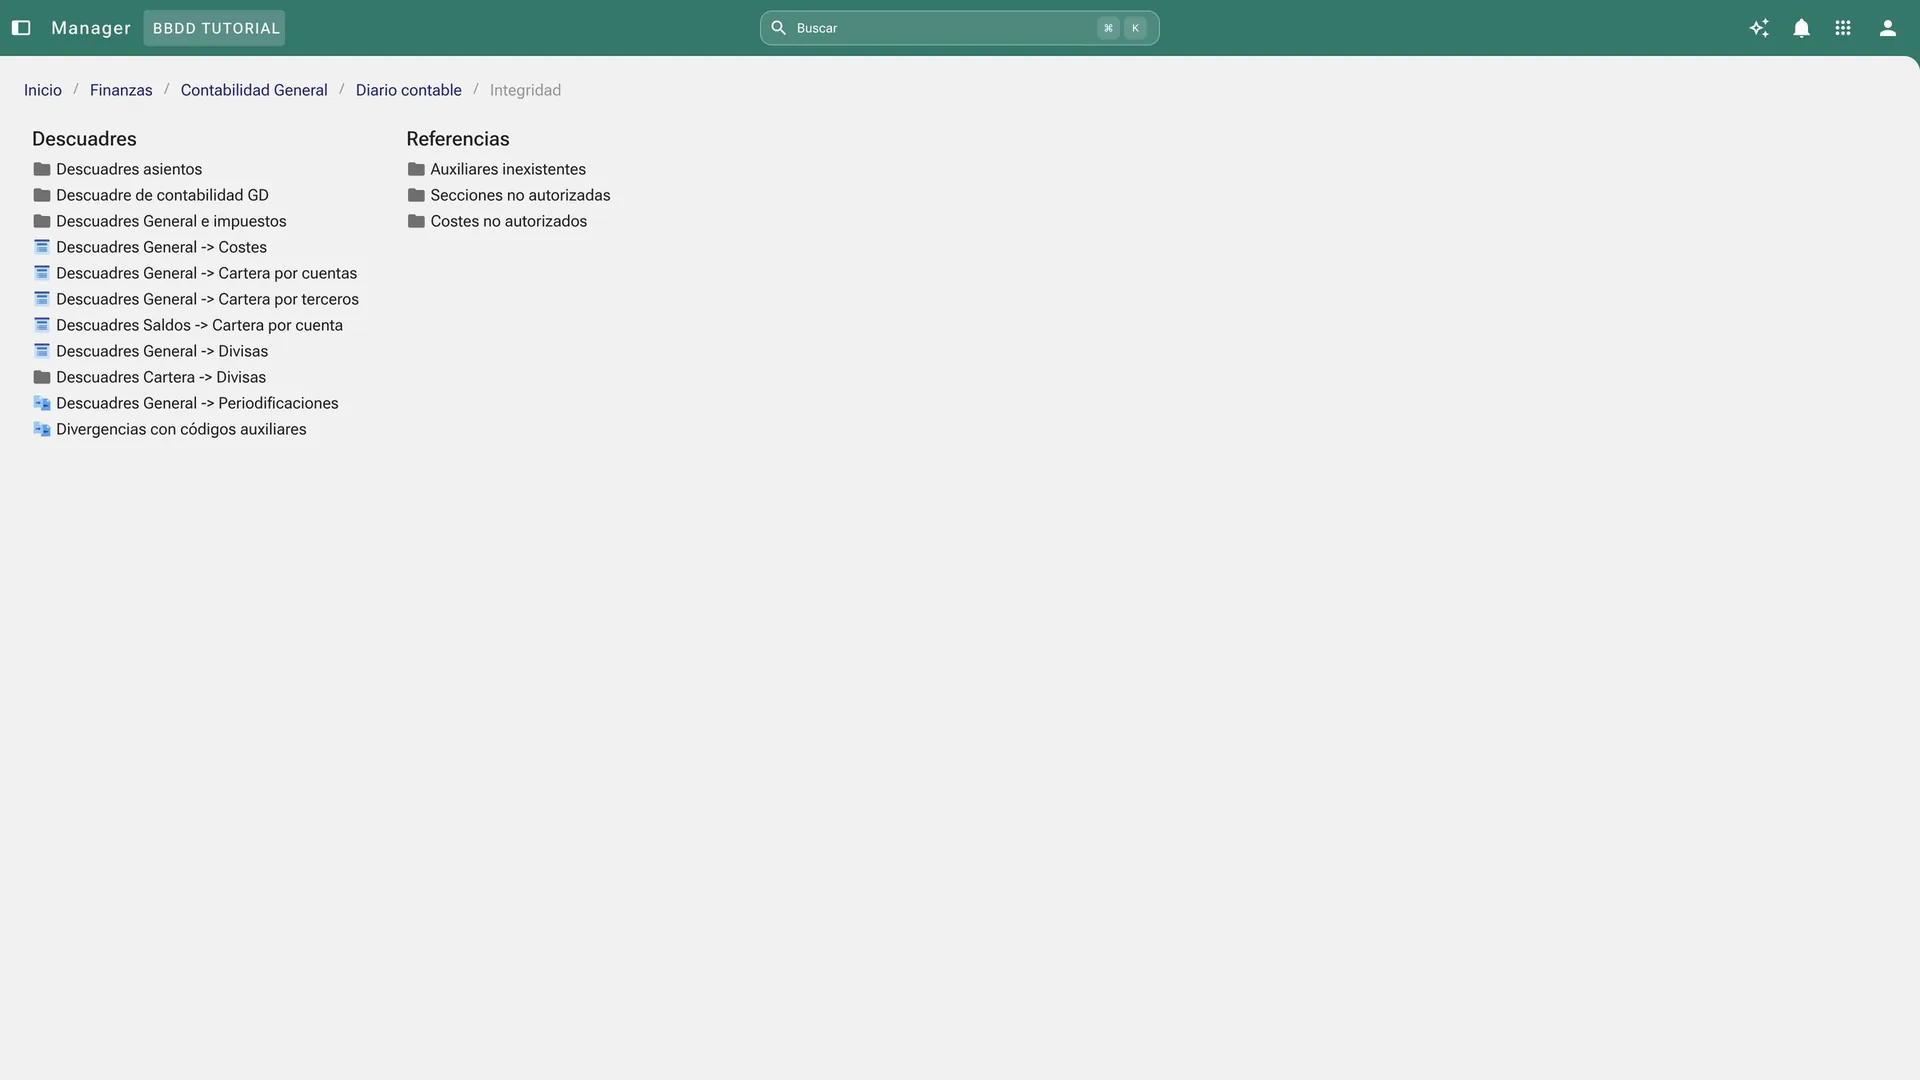 Manager BBDD TUTORIAL Buscar ⌘ K
Inicio / Finanzas / Contabilidad General / Diario contable / Integridad
Descuadres
Descuadres asientos
Descuadre de contabilidad GD
Descuadres General e impuestos
Descuadres General -> Costes
Descuadres General -> Cartera por cuentas
Descuadres General -> Cartera por terceros
Descuadres Saldos -> Cartera por cuenta
Descuadres General -> Divisas
Descuadres Cartera -> Divisas
Descuadres General -> Periodificaciones
Divergencias con códigos auxiliares
Referencias
Auxiliares inexistentes
Secciones no autorizadas
Costes no autorizados